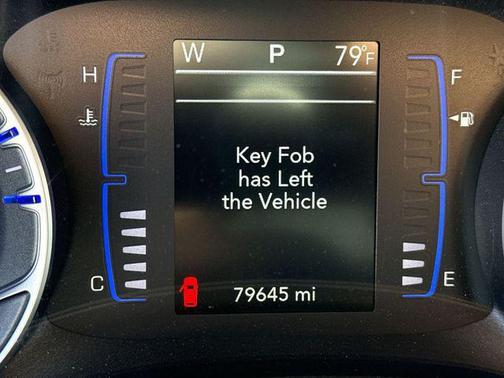 W P 79°F
H F
Key Fob
has Left
the Vehicle
C E
79645 mi